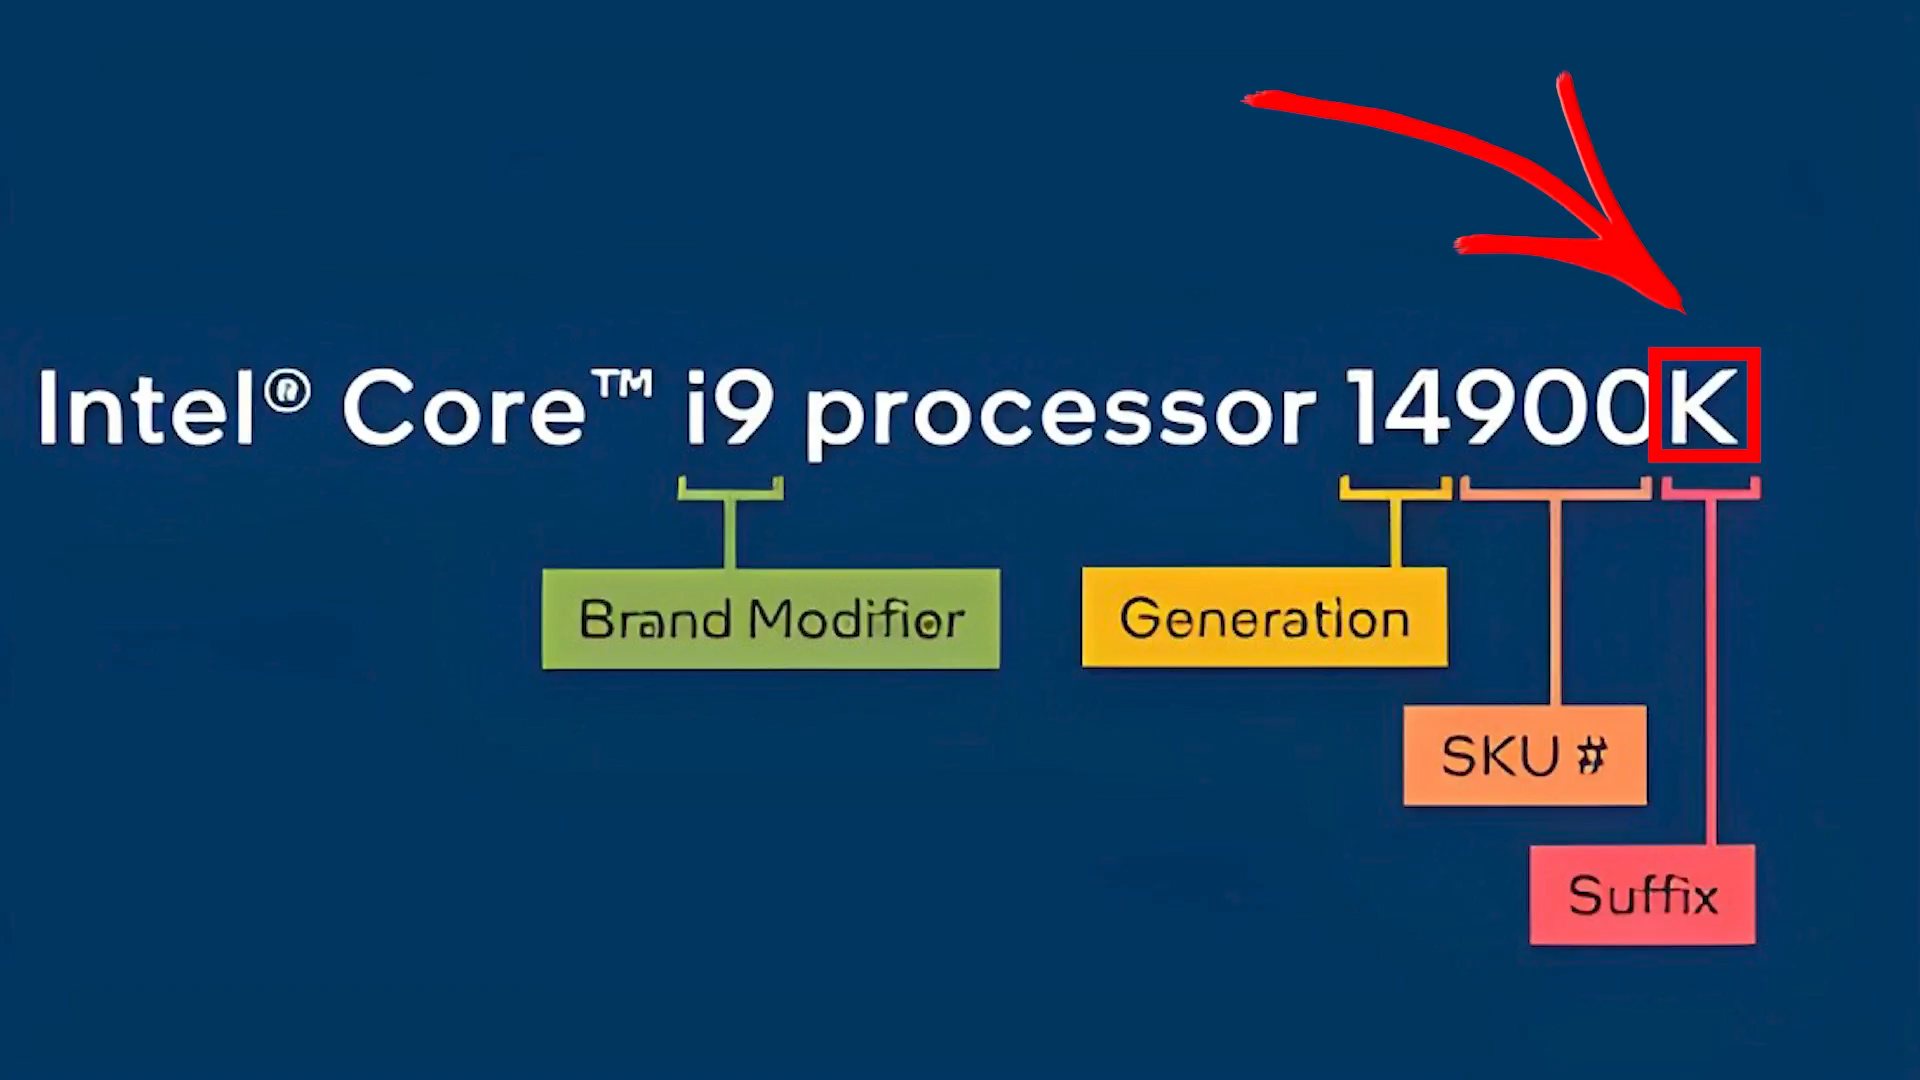 Intel® Core™ i9 processor 14900K
Brand Modifier
Generation
SKU #
Suffix